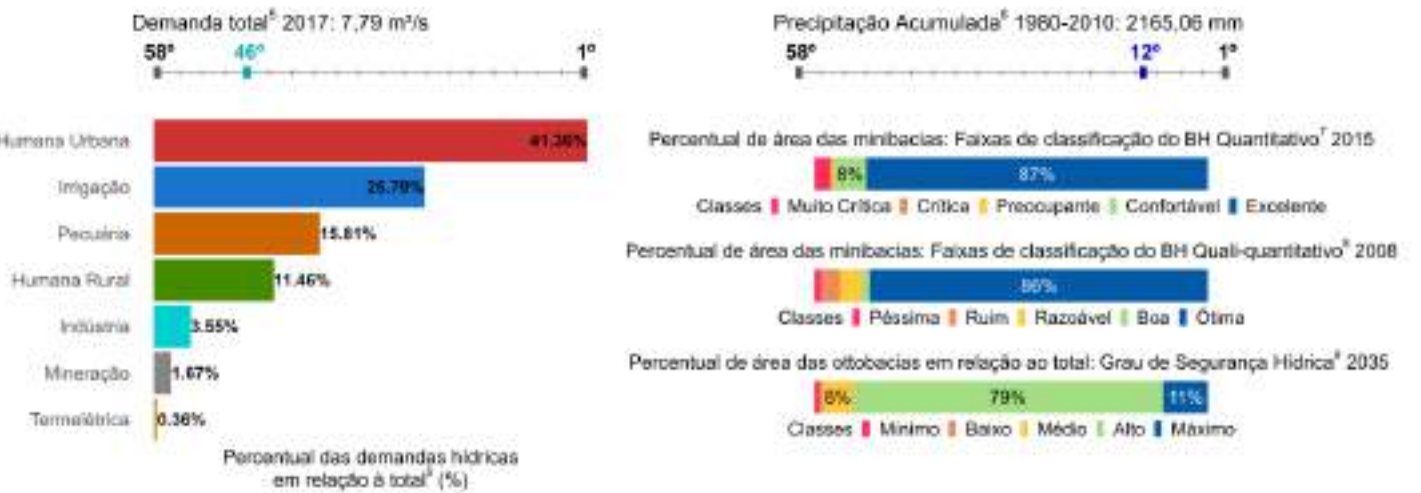 Demanda total⁶ 2017: 7,79 m³/s
58º 46º 1º
Humana Urbana 41.36%
Irrigação 25.79%
Pecuária 15.81%
Humana Rural 11.46%
Indústria 3.55%
Mineração 1.67%
Termelétrica 0.36%
Percentual das demandas hídricas
em relação à total (%)
Precipitação Acumulada⁶ 1980-2010: 2165,06 mm
58º 12º 1º
Percentual de área das minibacias: Faixas de classificação do BH Quantitativo⁷ 2015
8% 87%
Classes Muito Crítica Crítica Preocupante Confortável Excelente
Percentual de área das minibacias: Faixas de classificação do BH Quali-quantitativo⁸ 2008
86%
Classes Péssima Ruim Razoável Boa Ótima
Percentual de área das ottobacias em relação ao total: Grau de Segurança Hídrica 2035
8% 79% 11%
Classes Mínimo Baixo Médio Alto Máximo